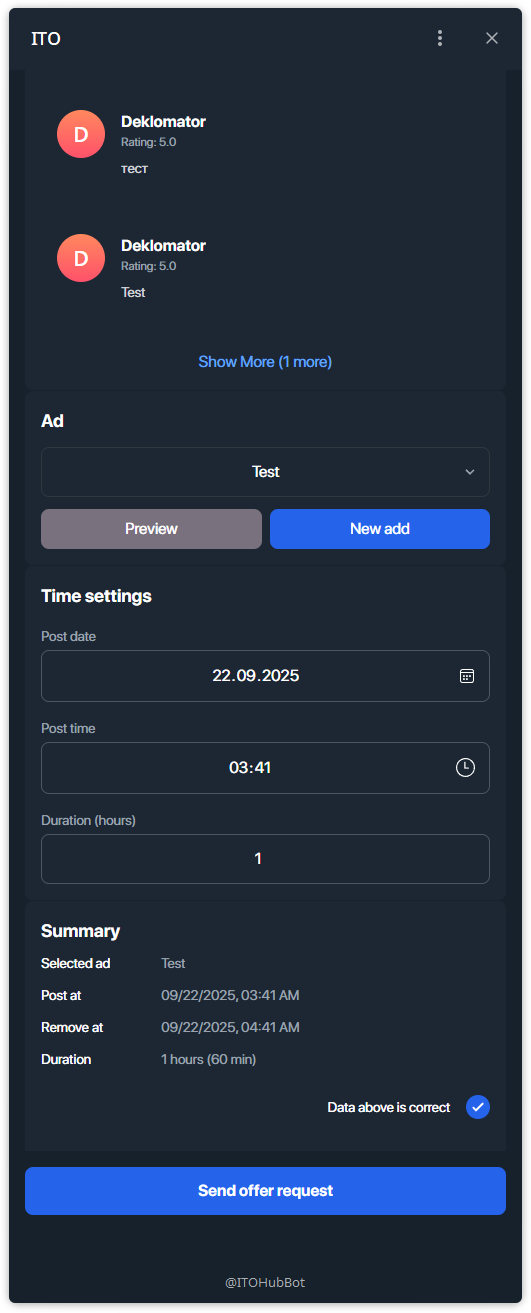 ITO
D
Deklomator
Rating: 5.0
тест
D
Deklomator
Rating: 5.0
Test
Show More (1 more)
Ad
Test
Preview
New add
Time settings
Post date
22.09.2025
Post time
03:41
Duration (hours)
1
Summary
Selected ad Test
Post at 09/22/2025, 03:41 AM
Remove at 09/22/2025, 04:41 AM
Duration 1 hours (60 min)
Data above is correct
Send offer request
@ITOHubBot